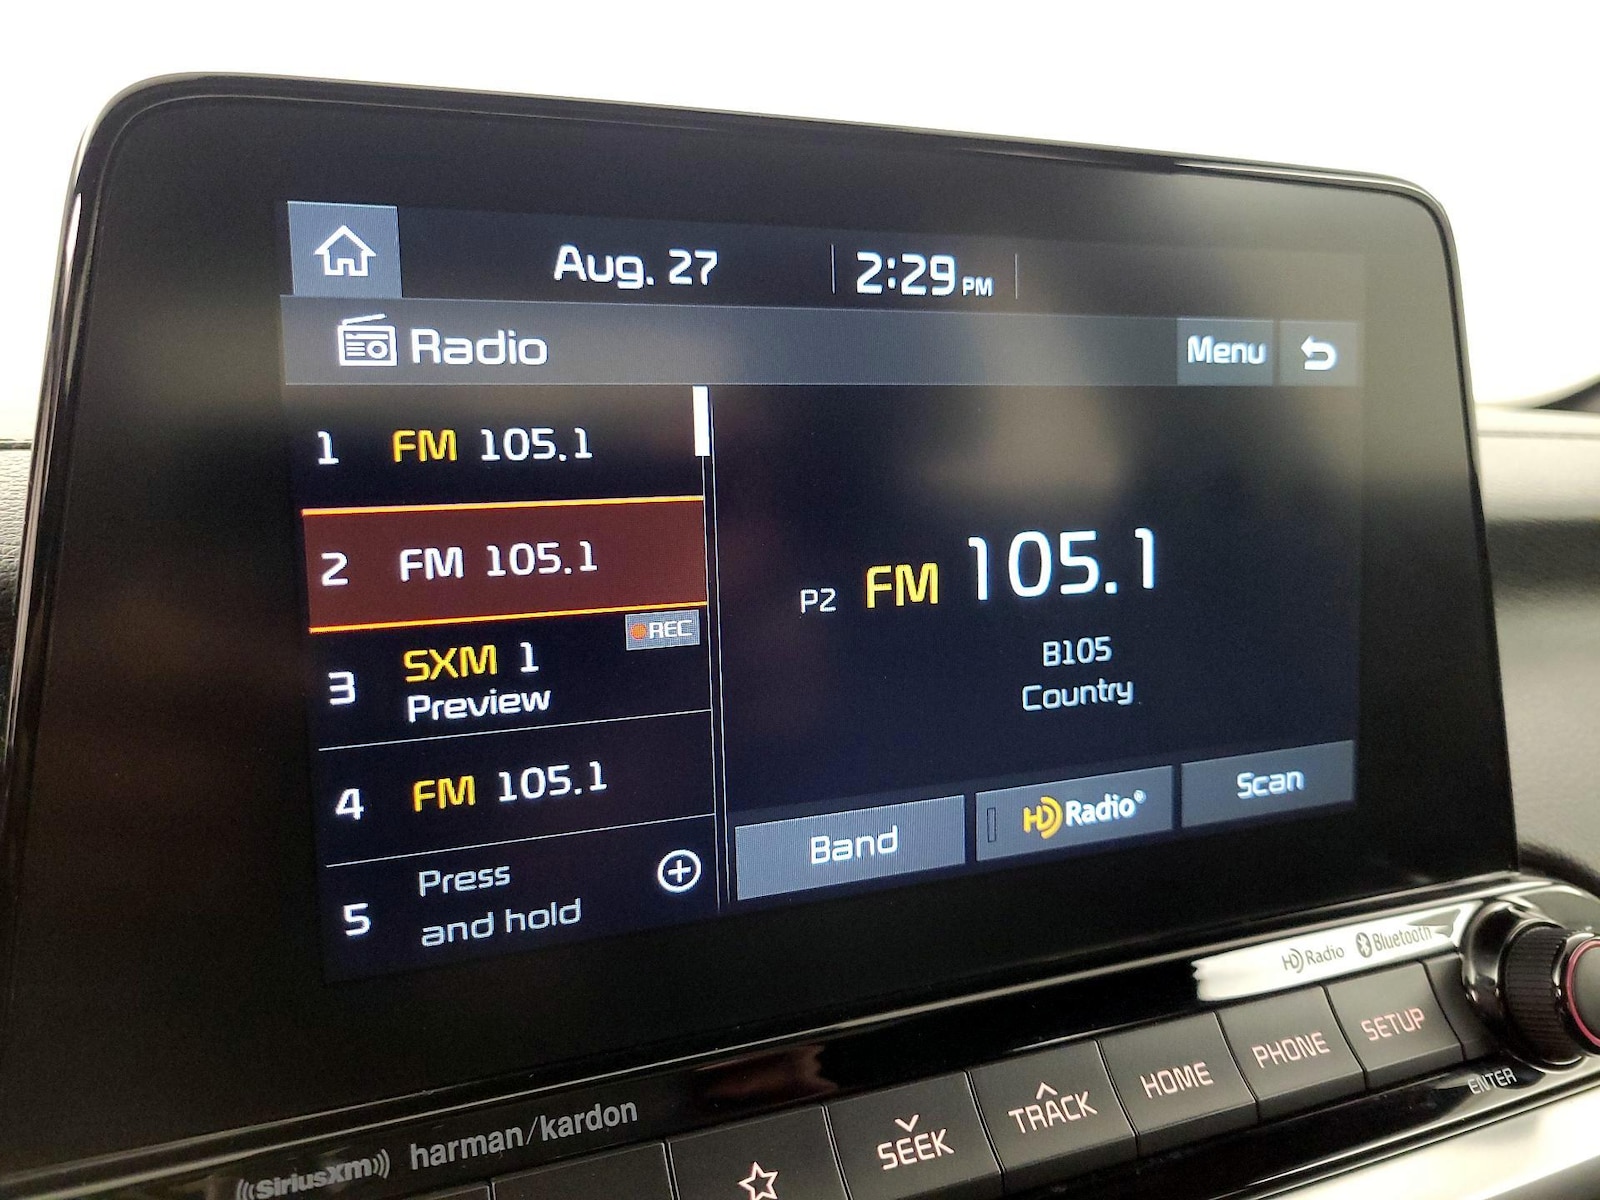 Aug. 27
2:29 PM
Radio
Menu
1 FM 105.1
2 FM 105.1
REC
3 SXM 1
Preview
4 FM 105.1
5 Press
and hold
P2 FM 105.1
B105
Country
Band
HD Radio®
Scan
HD Radio Bluetooth
((SiriusXM)) harman/kardon
SEEK
TRACK
HOME
PHONE
SETUP
ENTER